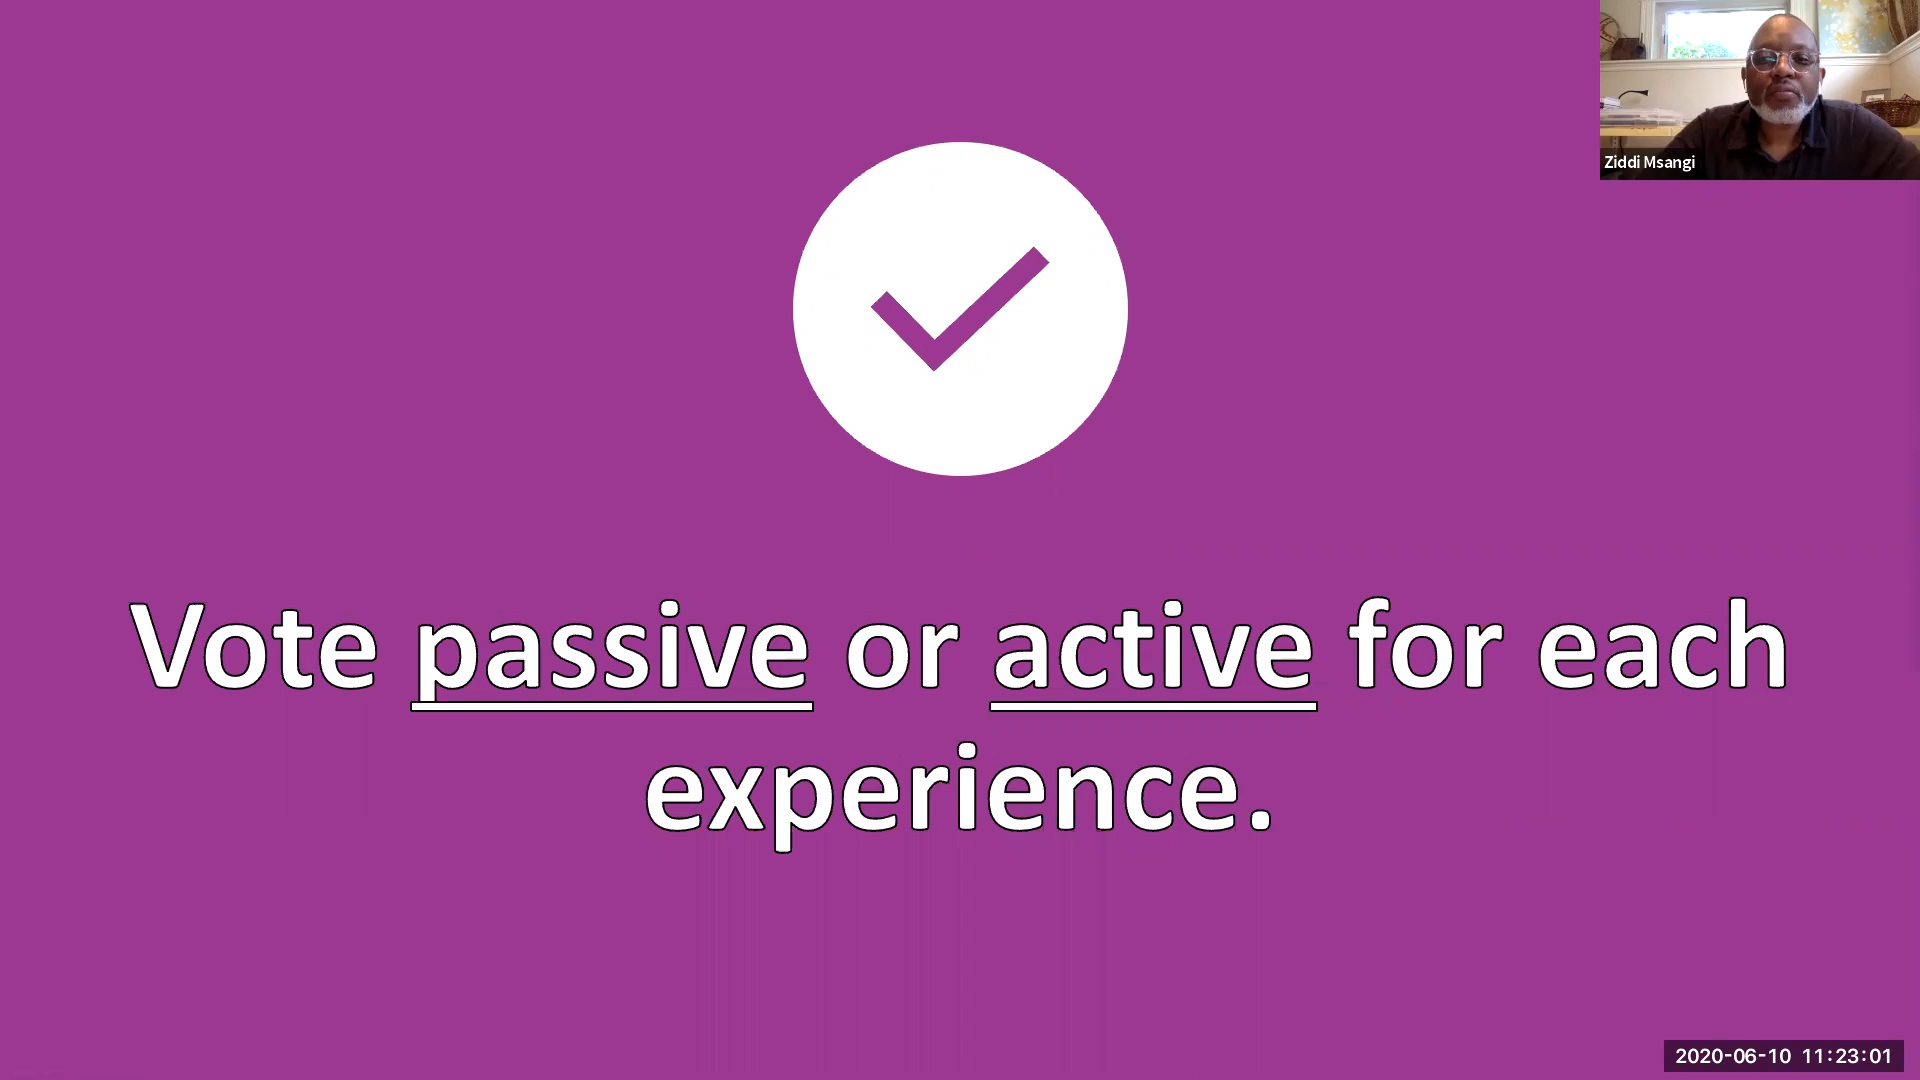 Ziddi Msangi
Vote passive or active for each
experience.
2020-06-10 11:23:01